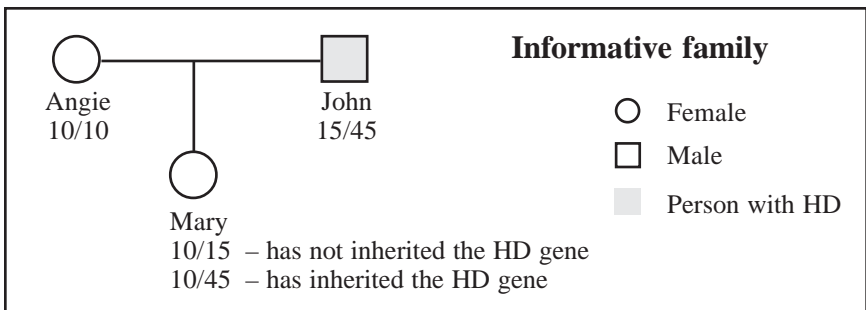 Informative family
Angie
10/10
John
15/45
Mary
10/15 – has not inherited the HD gene
10/45 – has inherited the HD gene
Female
Male
Person with HD